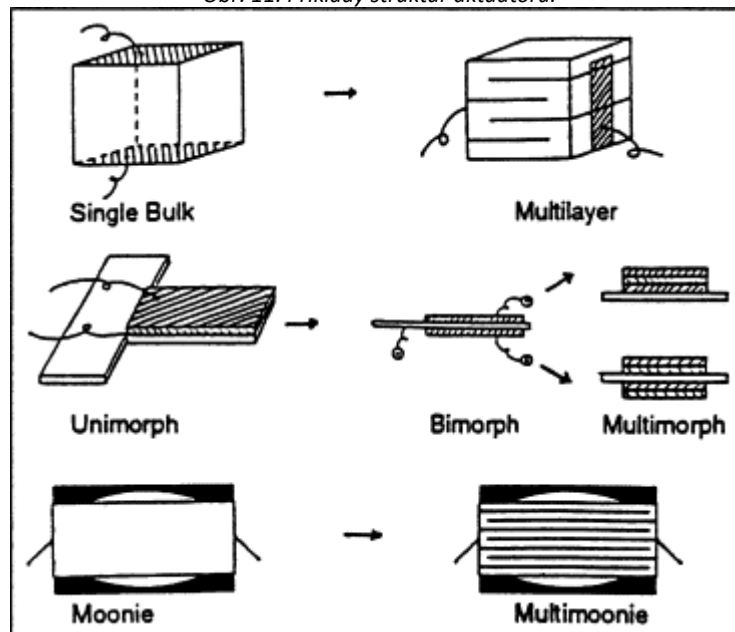 Obr. 11. Příklady struktur aktuátorů.
Single Bulk
Multilayer
Unimorph
Bimorph
Multimorph
Moonie
Multimoonie